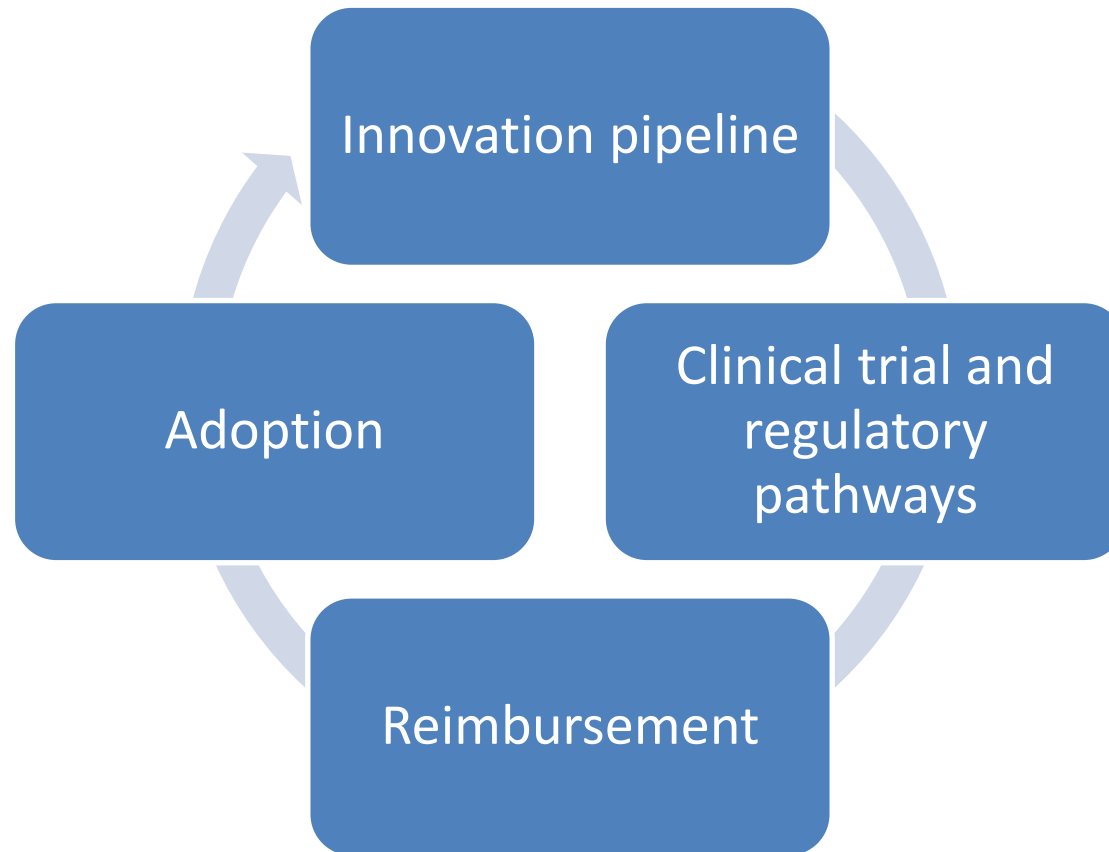 Innovation pipeline
Clinical trial and
regulatory
pathways
Reimbursement
Adoption